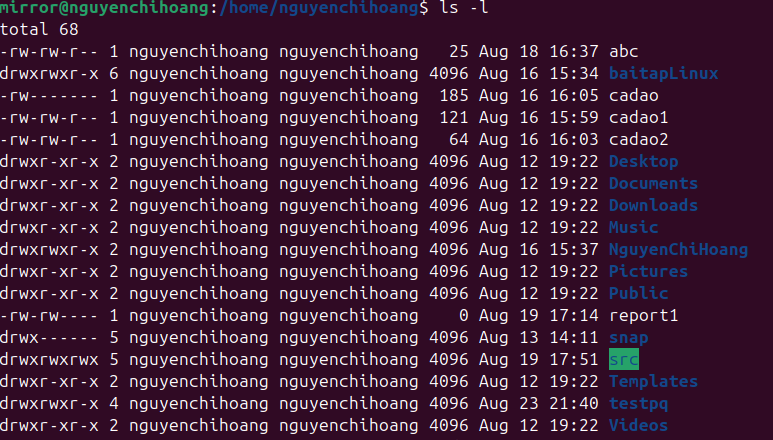 mirror@nguyenchihoang:/home/nguyenchihoang$ ls -l
total 68
-rw-rw-r-- 1 nguyenchihoang nguyenchihoang   25 Aug 18 16:37 abc
drwxrwxr-x 6 nguyenchihoang nguyenchihoang 4096 Aug 16 15:34 baitapLinux
-rw------- 1 nguyenchihoang nguyenchihoang  185 Aug 16 16:05 cadao
-rw-rw-r-- 1 nguyenchihoang nguyenchihoang  121 Aug 16 15:59 cadao1
-rw-rw-r-- 1 nguyenchihoang nguyenchihoang   64 Aug 16 16:03 cadao2
drwxr-xr-x 2 nguyenchihoang nguyenchihoang 4096 Aug 12 19:22 Desktop
drwxr-xr-x 2 nguyenchihoang nguyenchihoang 4096 Aug 12 19:22 Documents
drwxr-xr-x 2 nguyenchihoang nguyenchihoang 4096 Aug 12 19:22 Downloads
drwxr-xr-x 2 nguyenchihoang nguyenchihoang 4096 Aug 12 19:22 Music
drwxrwxr-x 2 nguyenchihoang nguyenchihoang 4096 Aug 16 15:37 NguyenChiHoang
drwxr-xr-x 2 nguyenchihoang nguyenchihoang 4096 Aug 12 19:22 Pictures
drwxr-xr-x 2 nguyenchihoang nguyenchihoang 4096 Aug 12 19:22 Public
-rw-rw---- 1 nguyenchihoang nguyenchihoang    0 Aug 19 17:14 report1
drwx------ 5 nguyenchihoang nguyenchihoang 4096 Aug 13 14:11 snap
drwxrwxrwx 5 nguyenchihoang nguyenchihoang 4096 Aug 19 17:51 src
drwxr-xr-x 2 nguyenchihoang nguyenchihoang 4096 Aug 12 19:22 Templates
drwxrwxr-x 4 nguyenchihoang nguyenchihoang 4096 Aug 23 21:40 testpq
drwxr-xr-x 2 nguyenchihoang nguyenchihoang 4096 Aug 12 19:22 Videos